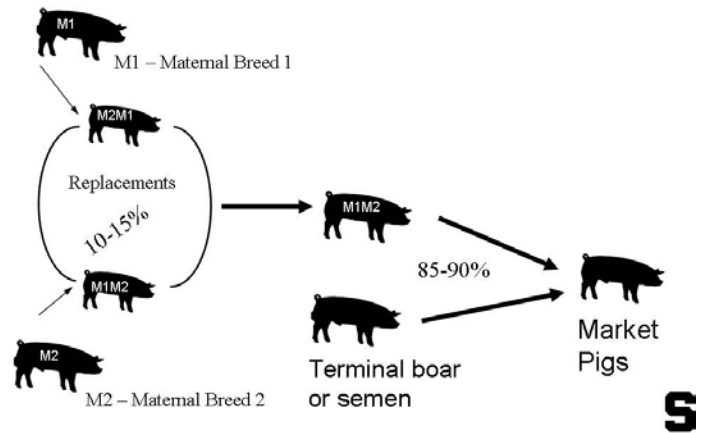 M1
M1 – Maternal Breed 1
M2M1
Replacements
10-15%
M1M2
M2
M2 – Maternal Breed 2
M1M2
85-90%
Terminal boar
or semen
Market
Pigs
S